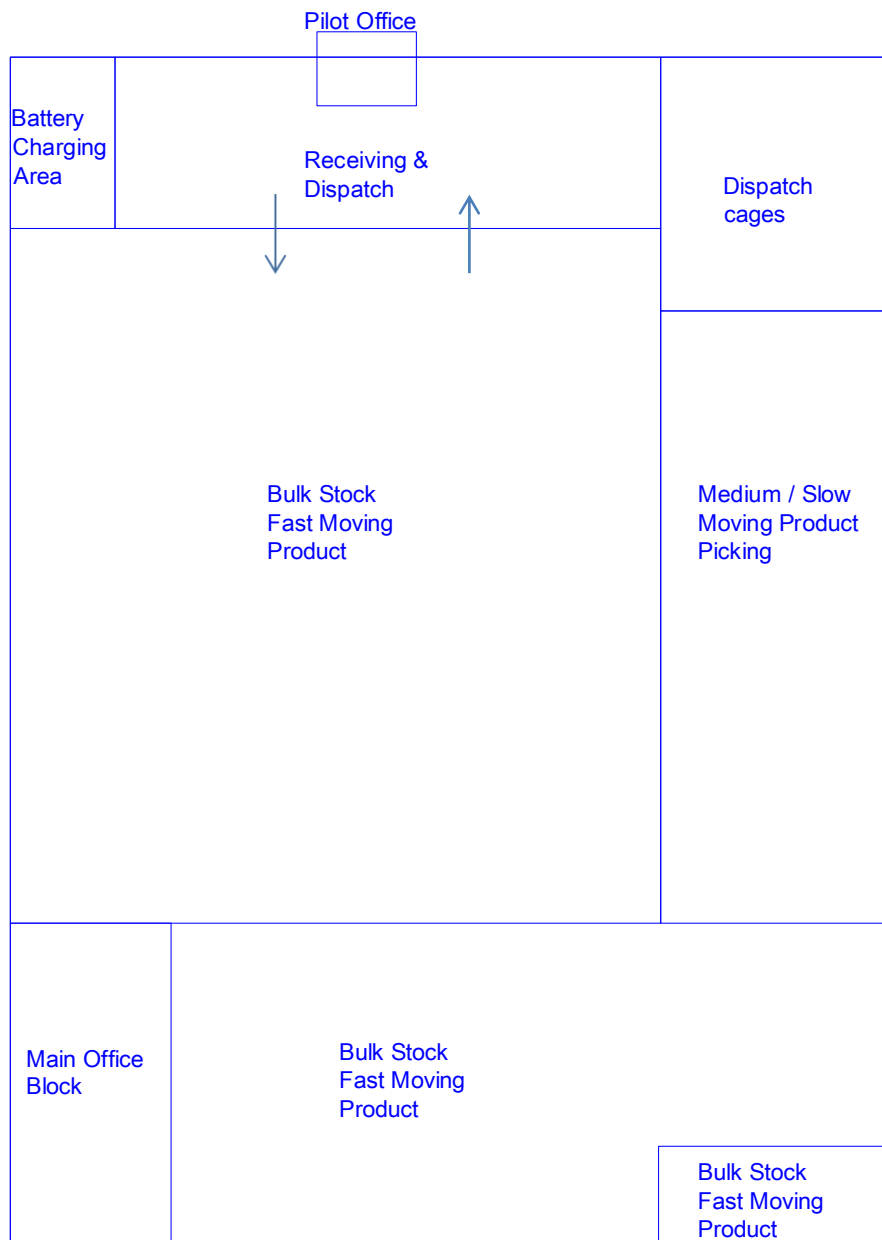 Pilot Office
Battery
Charging
Area
Receiving &
Dispatch
Dispatch
cages
Bulk Stock
Fast Moving
Product
Medium / Slow
Moving Product
Picking
Main Office
Block
Bulk Stock
Fast Moving
Product
Bulk Stock
Fast Moving
Product